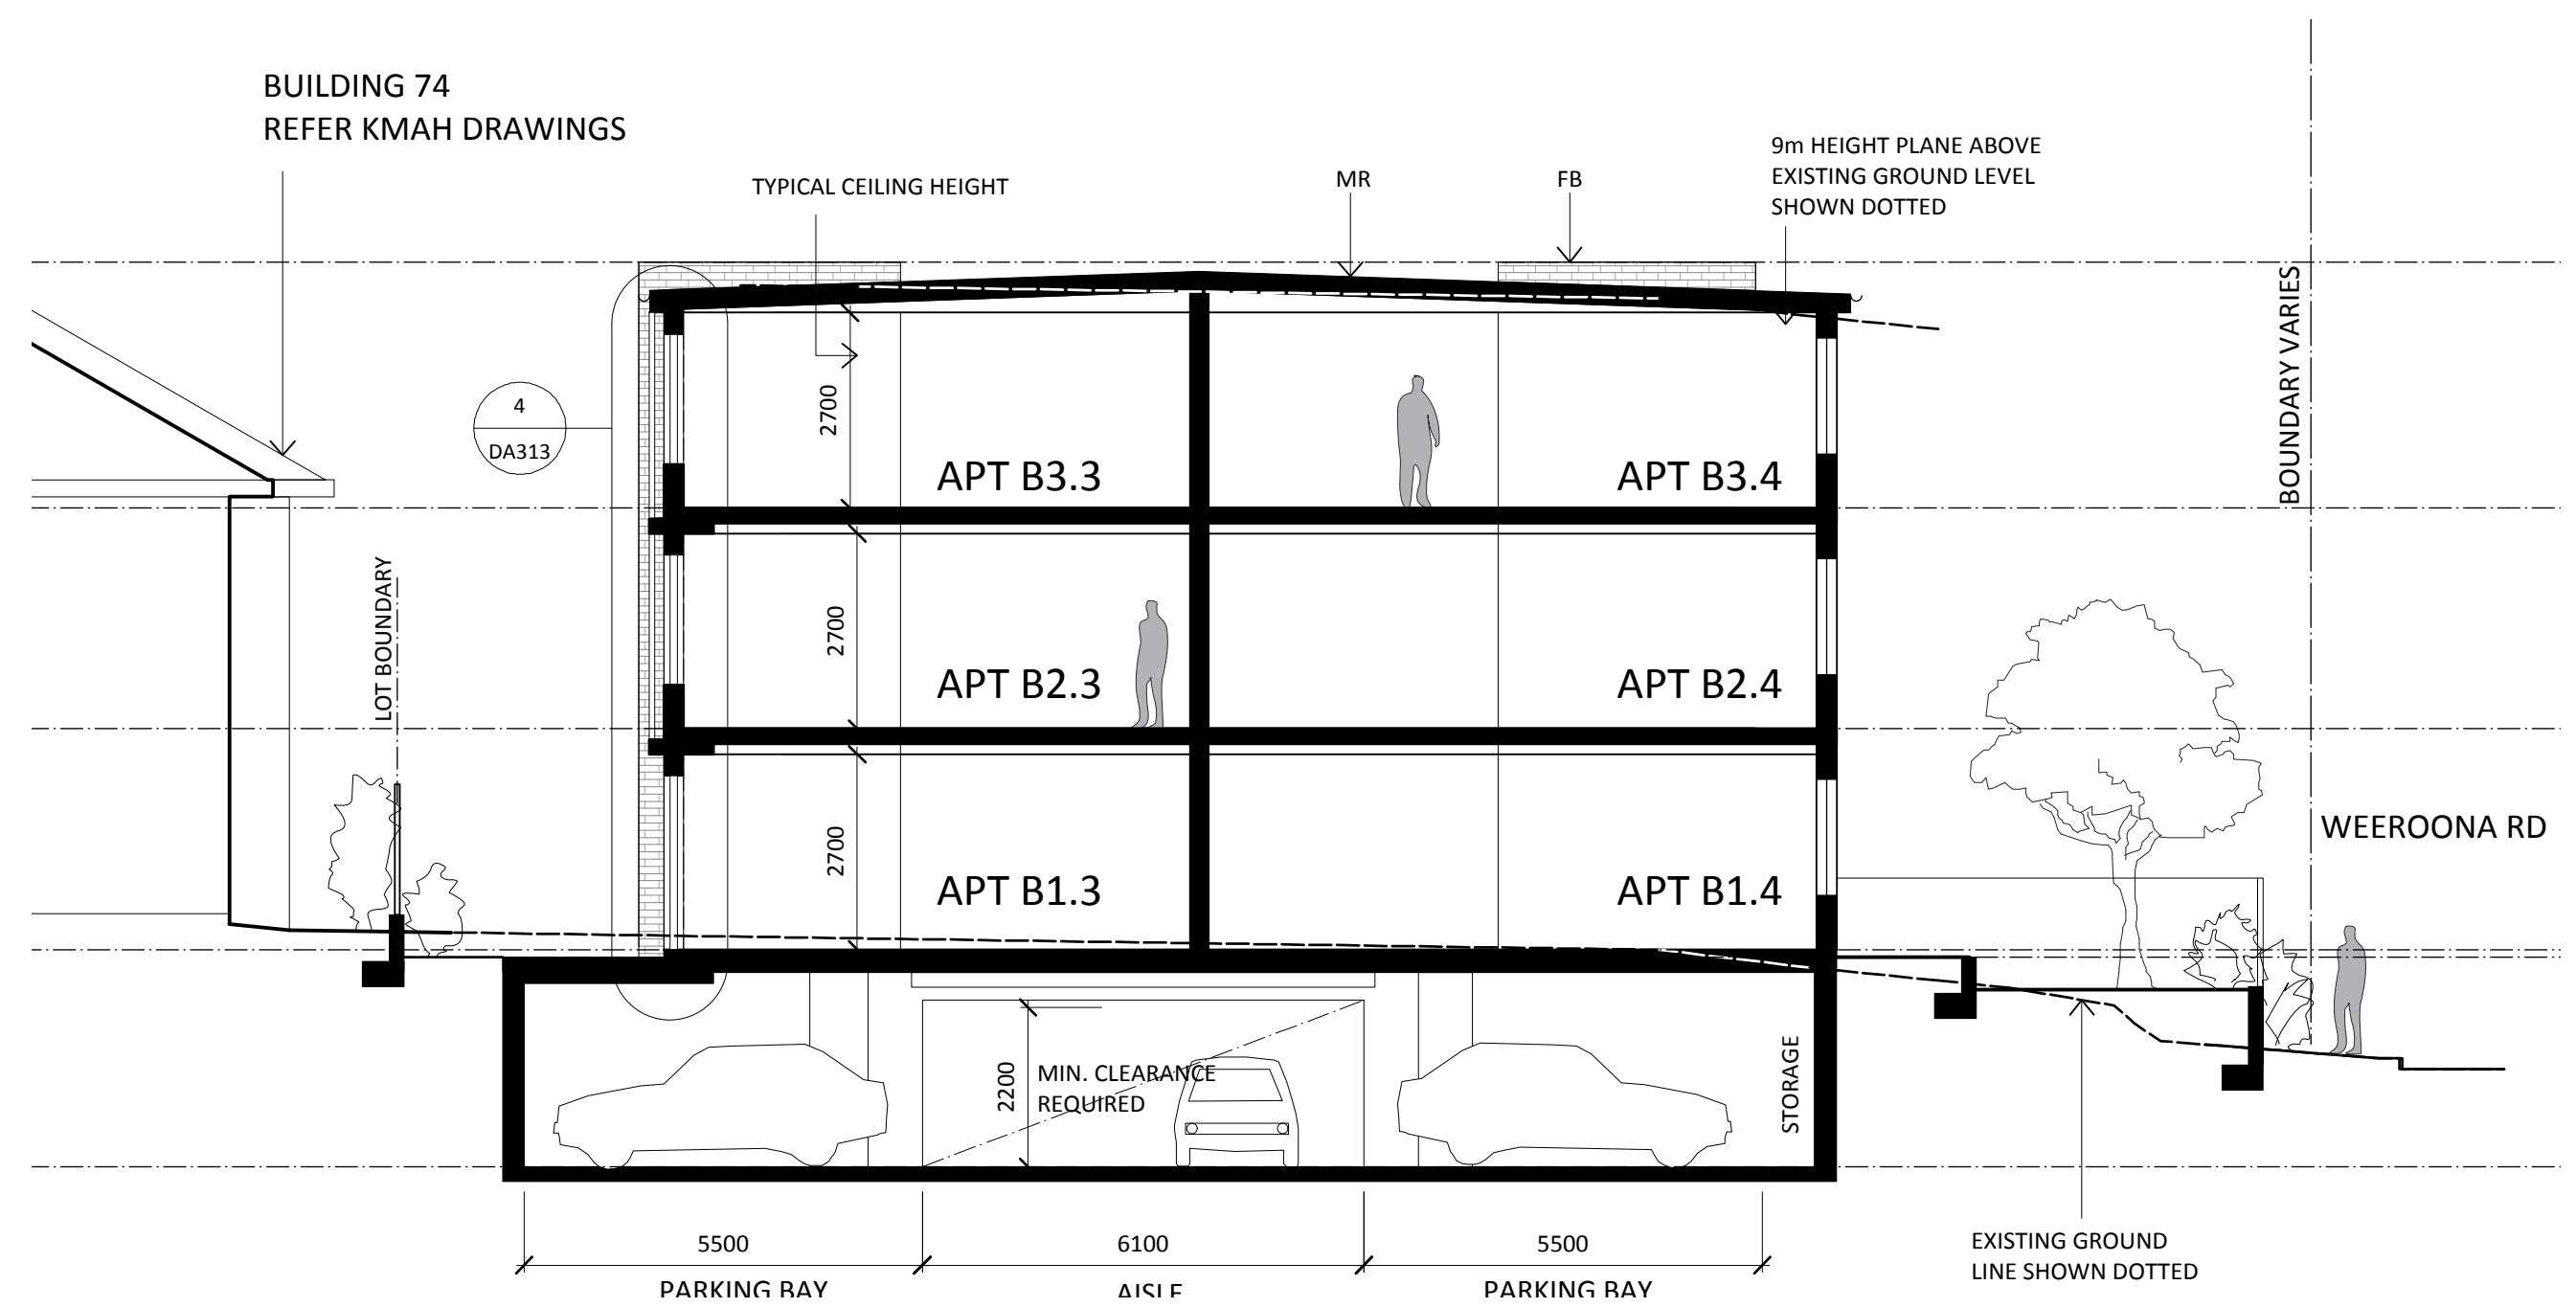 BUILDING 74
REFER KMAH DRAWINGS
TYPICAL CEILING HEIGHT
MR
FB
9m HEIGHT PLANE ABOVE
EXISTING GROUND LEVEL
SHOWN DOTTED
BOUNDARY VARIES
4
DA313
2700
APT B3.3
APT B3.4
LOT BOUNDARY
2700
APT B2.3
APT B2.4
WEEROONA RD
2700
APT B1.3
APT B1.4
2200
MIN. CLEARANCE
REQUIRED
STORAGE
5500
6100
5500
PARKING BAY
AISLE
PARKING BAY
EXISTING GROUND
LINE SHOWN DOTTED